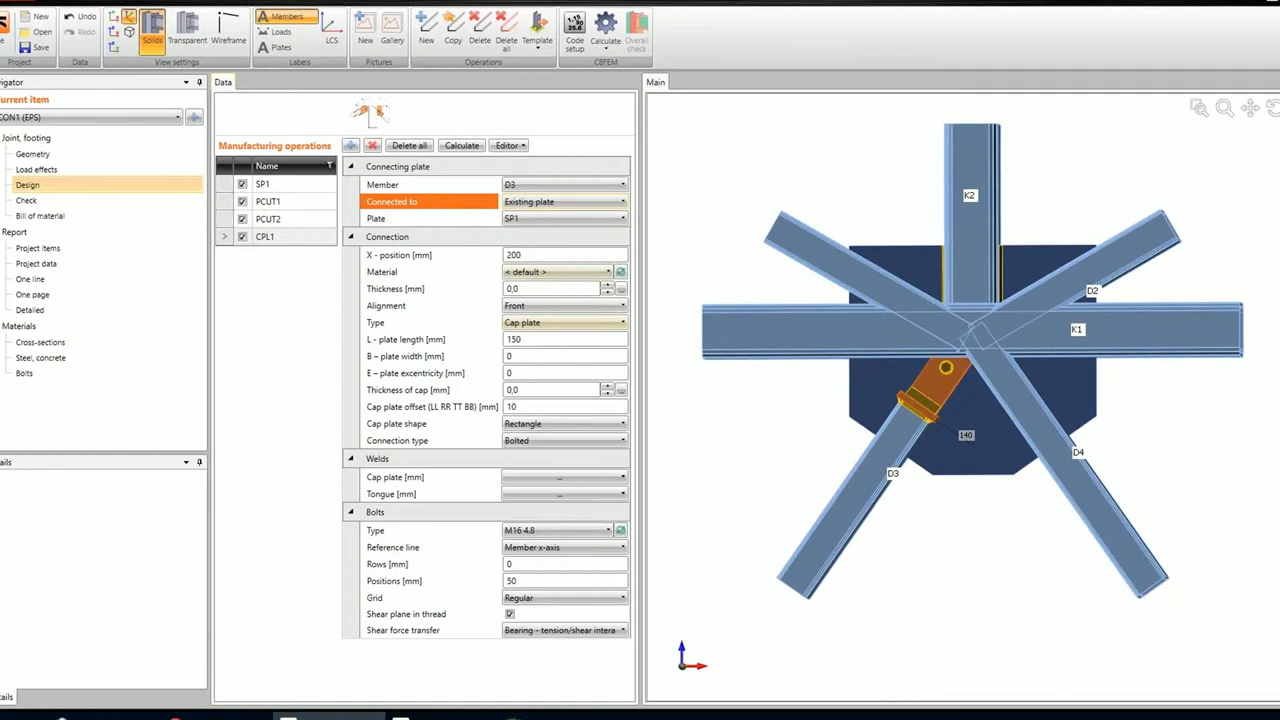 New
Open
Save
Project
Undo
Redo
Data
Solids
Transparent
Wireframe
View settings
Members
Loads
Plates
LCS
Labels
New
Gallery
Pictures
New
Copy
Delete
Delete all
Template
Operations
Code setup
Calculate
Overall check
CBFEM
vigator
urrent item
CON1 (EPS)
Joint, footing
Geometry
Load effects
Design
Check
Bill of material
Report
Project items
Project data
One line
One page
Detailed
Materials
Cross-sections
Steel, concrete
Bolts
tails
tails
Data
Manufacturing operations
Delete all
Calculate
Editor
Name
SP1
PCUT1
PCUT2
CPL1
Connecting plate
Member D3
Connected to Existing plate
Plate SP1
Connection
X - position [mm] 200
Material < default >
Thickness [mm] 0,0
Alignment Front
Type Cap plate
L - plate length [mm] 150
B – plate width [mm] 0
E – plate excentricity [mm] 0
Thickness of cap [mm] 0,0
Cap plate offset (LL RR TT BB) [mm] 10
Cap plate shape Rectangle
Connection type Bolted
Welds
Cap plate [mm] ...
Tongue [mm] ...
Bolts
Type M16 4.8
Reference line Member x-axis
Rows [mm] 0
Positions [mm] 50
Grid Regular
Shear plane in thread
Shear force transfer Bearing - tension/shear intera
Main
K2
D2
K1
140
D3
D4